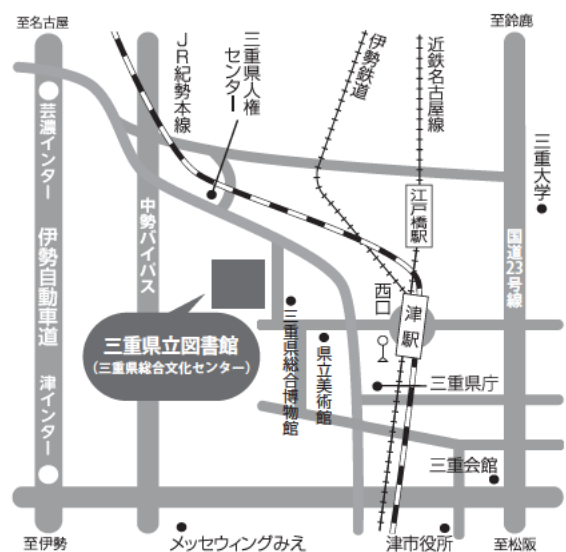 至名古屋
至鈴鹿
JR紀勢本線
三重県人権
センター
伊勢鉄道
近鉄名古屋線
芸濃インター
三重大学
江戸橋駅
中勢バイパス
伊勢自動車道
国道23号線
西口
津駅
三重県立図書館
(三重県総合文化センター)
三重県総合博物館
県立美術館
三重県庁
津インター
三重会館
至伊勢
メッセウィングみえ
津市役所
至松阪